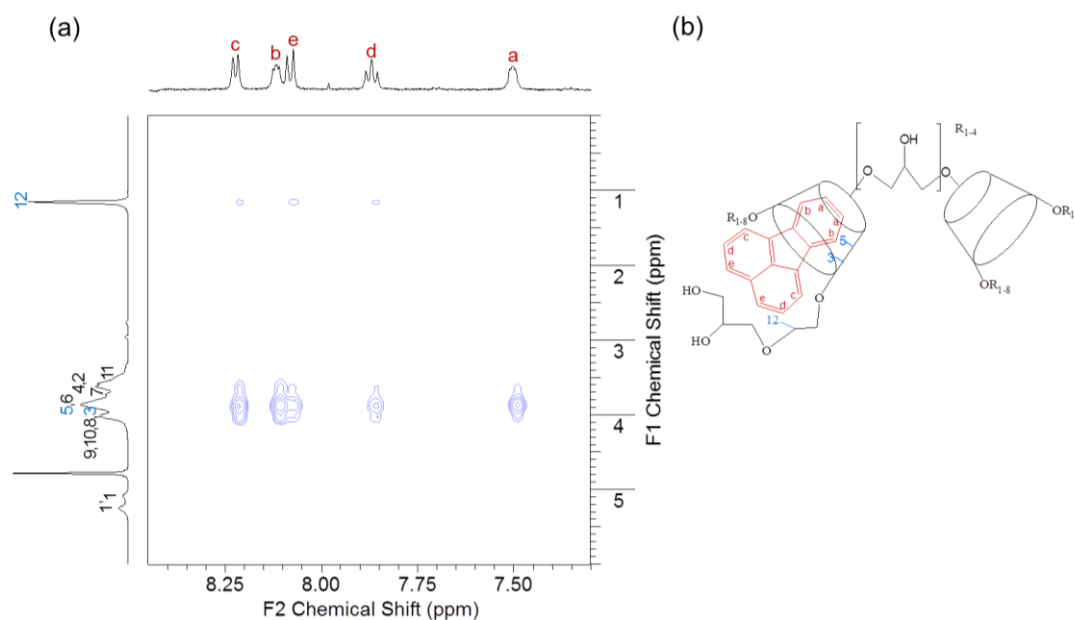 (a)
c
b
e
d
a
12
1
2
3
4
5
F1 Chemical Shift (ppm)
11
7
4,2
5,6
3
9,10,8
1',1
8.25
8.00
7.75
7.50
F2 Chemical Shift (ppm)
(b)
OH
R1-4
O
O
R1-8O
b
a
a
b
c
d
e
e
d
c
5
3
OR1
OR1-8
HO
12
O
HO
O